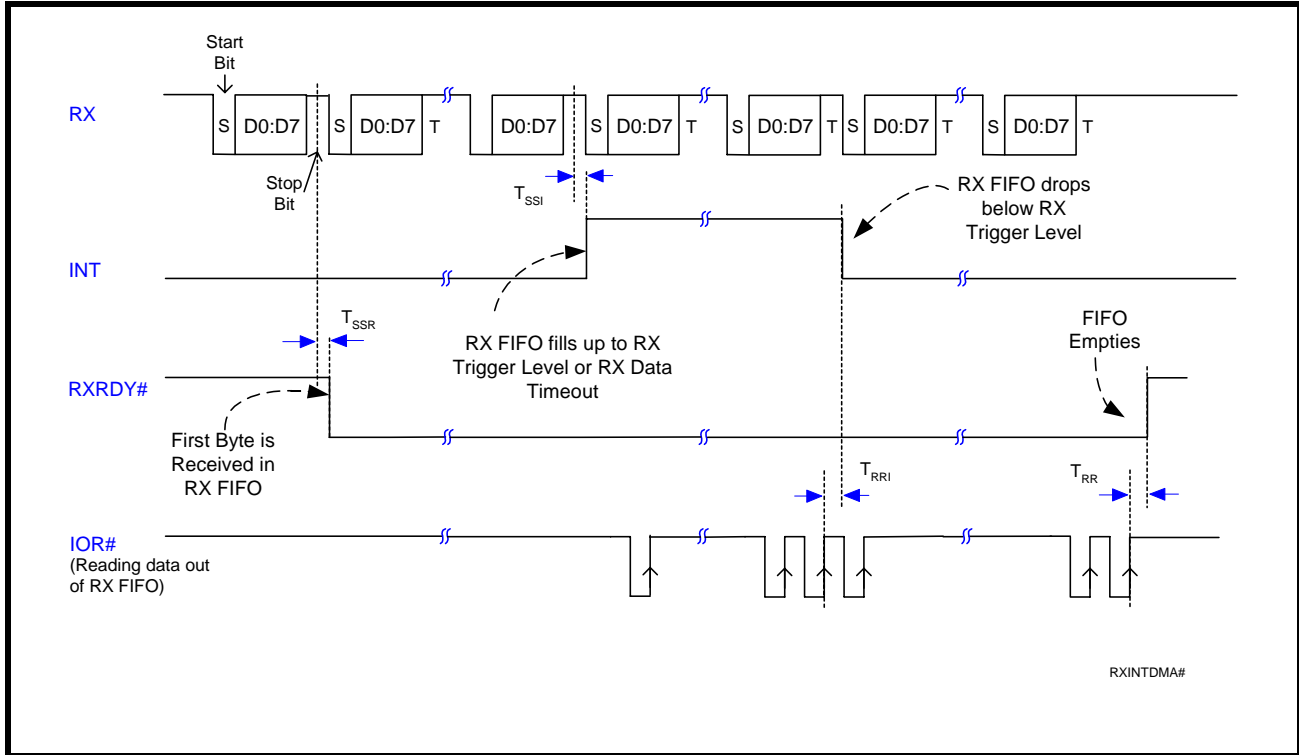 Start
Bit
RX
S D0:D7 S D0:D7 T D0:D7 S D0:D7 T S D0:D7 T S D0:D7 T S D0:D7 T
Stop
Bit
TSSI
RX FIFO drops
below RX
Trigger Level
INT
TSSR
RX FIFO fills up to RX
Trigger Level or RX Data
Timeout
FIFO
Empties
RXRDY#
First Byte is
Received in
RX FIFO
TRRI
TRR
IOR#
(Reading data out
of RX FIFO)
RXINTDMA#